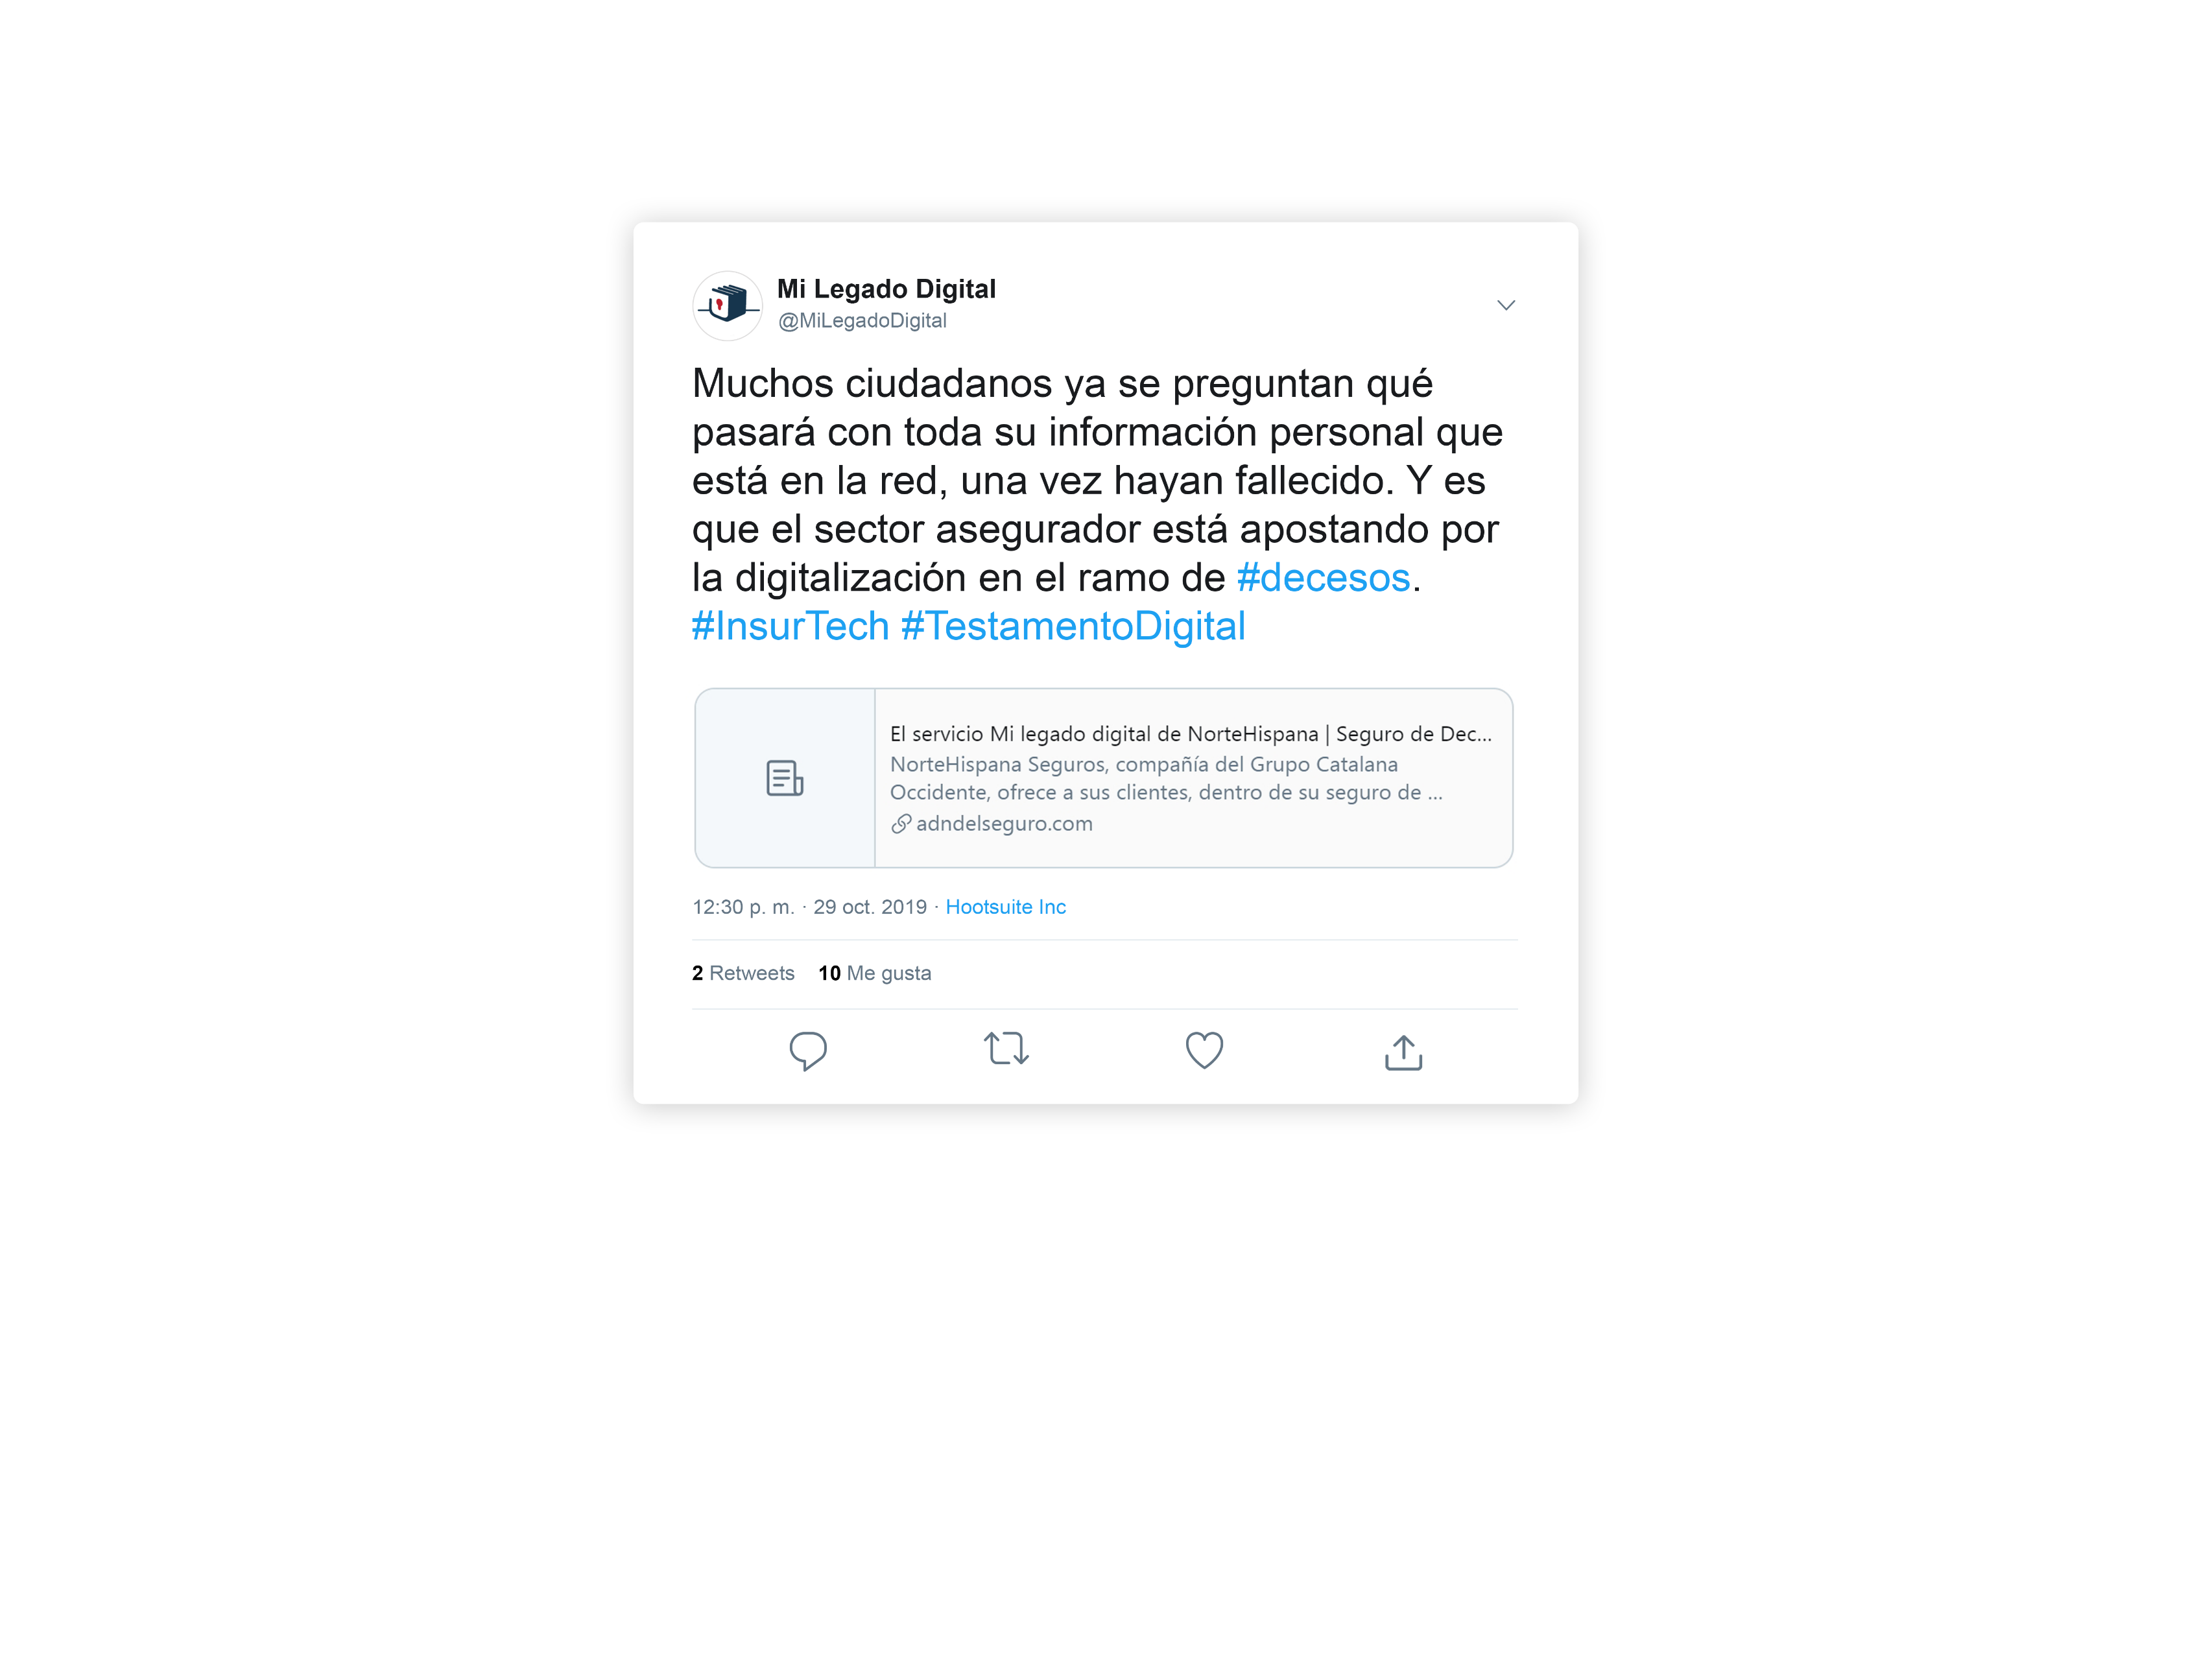 Mi Legado Digital
@MiLegadoDigital
Muchos ciudadanos ya se preguntan qué
pasará con toda su información personal que
está en la red, una vez hayan fallecido. Y es
que el sector asegurador está apostando por
la digitalización en el ramo de #decesos.
#InsurTech #TestamentoDigital
El servicio Mi legado digital de NorteHispana | Seguro de Dec...
NorteHispana Seguros, compañía del Grupo Catalana
Occidente, ofrece a sus clientes, dentro de su seguro de ...
adndelseguro.com
12:30 p. m. · 29 oct. 2019 · Hootsuite Inc
2 Retweets 10 Me gusta